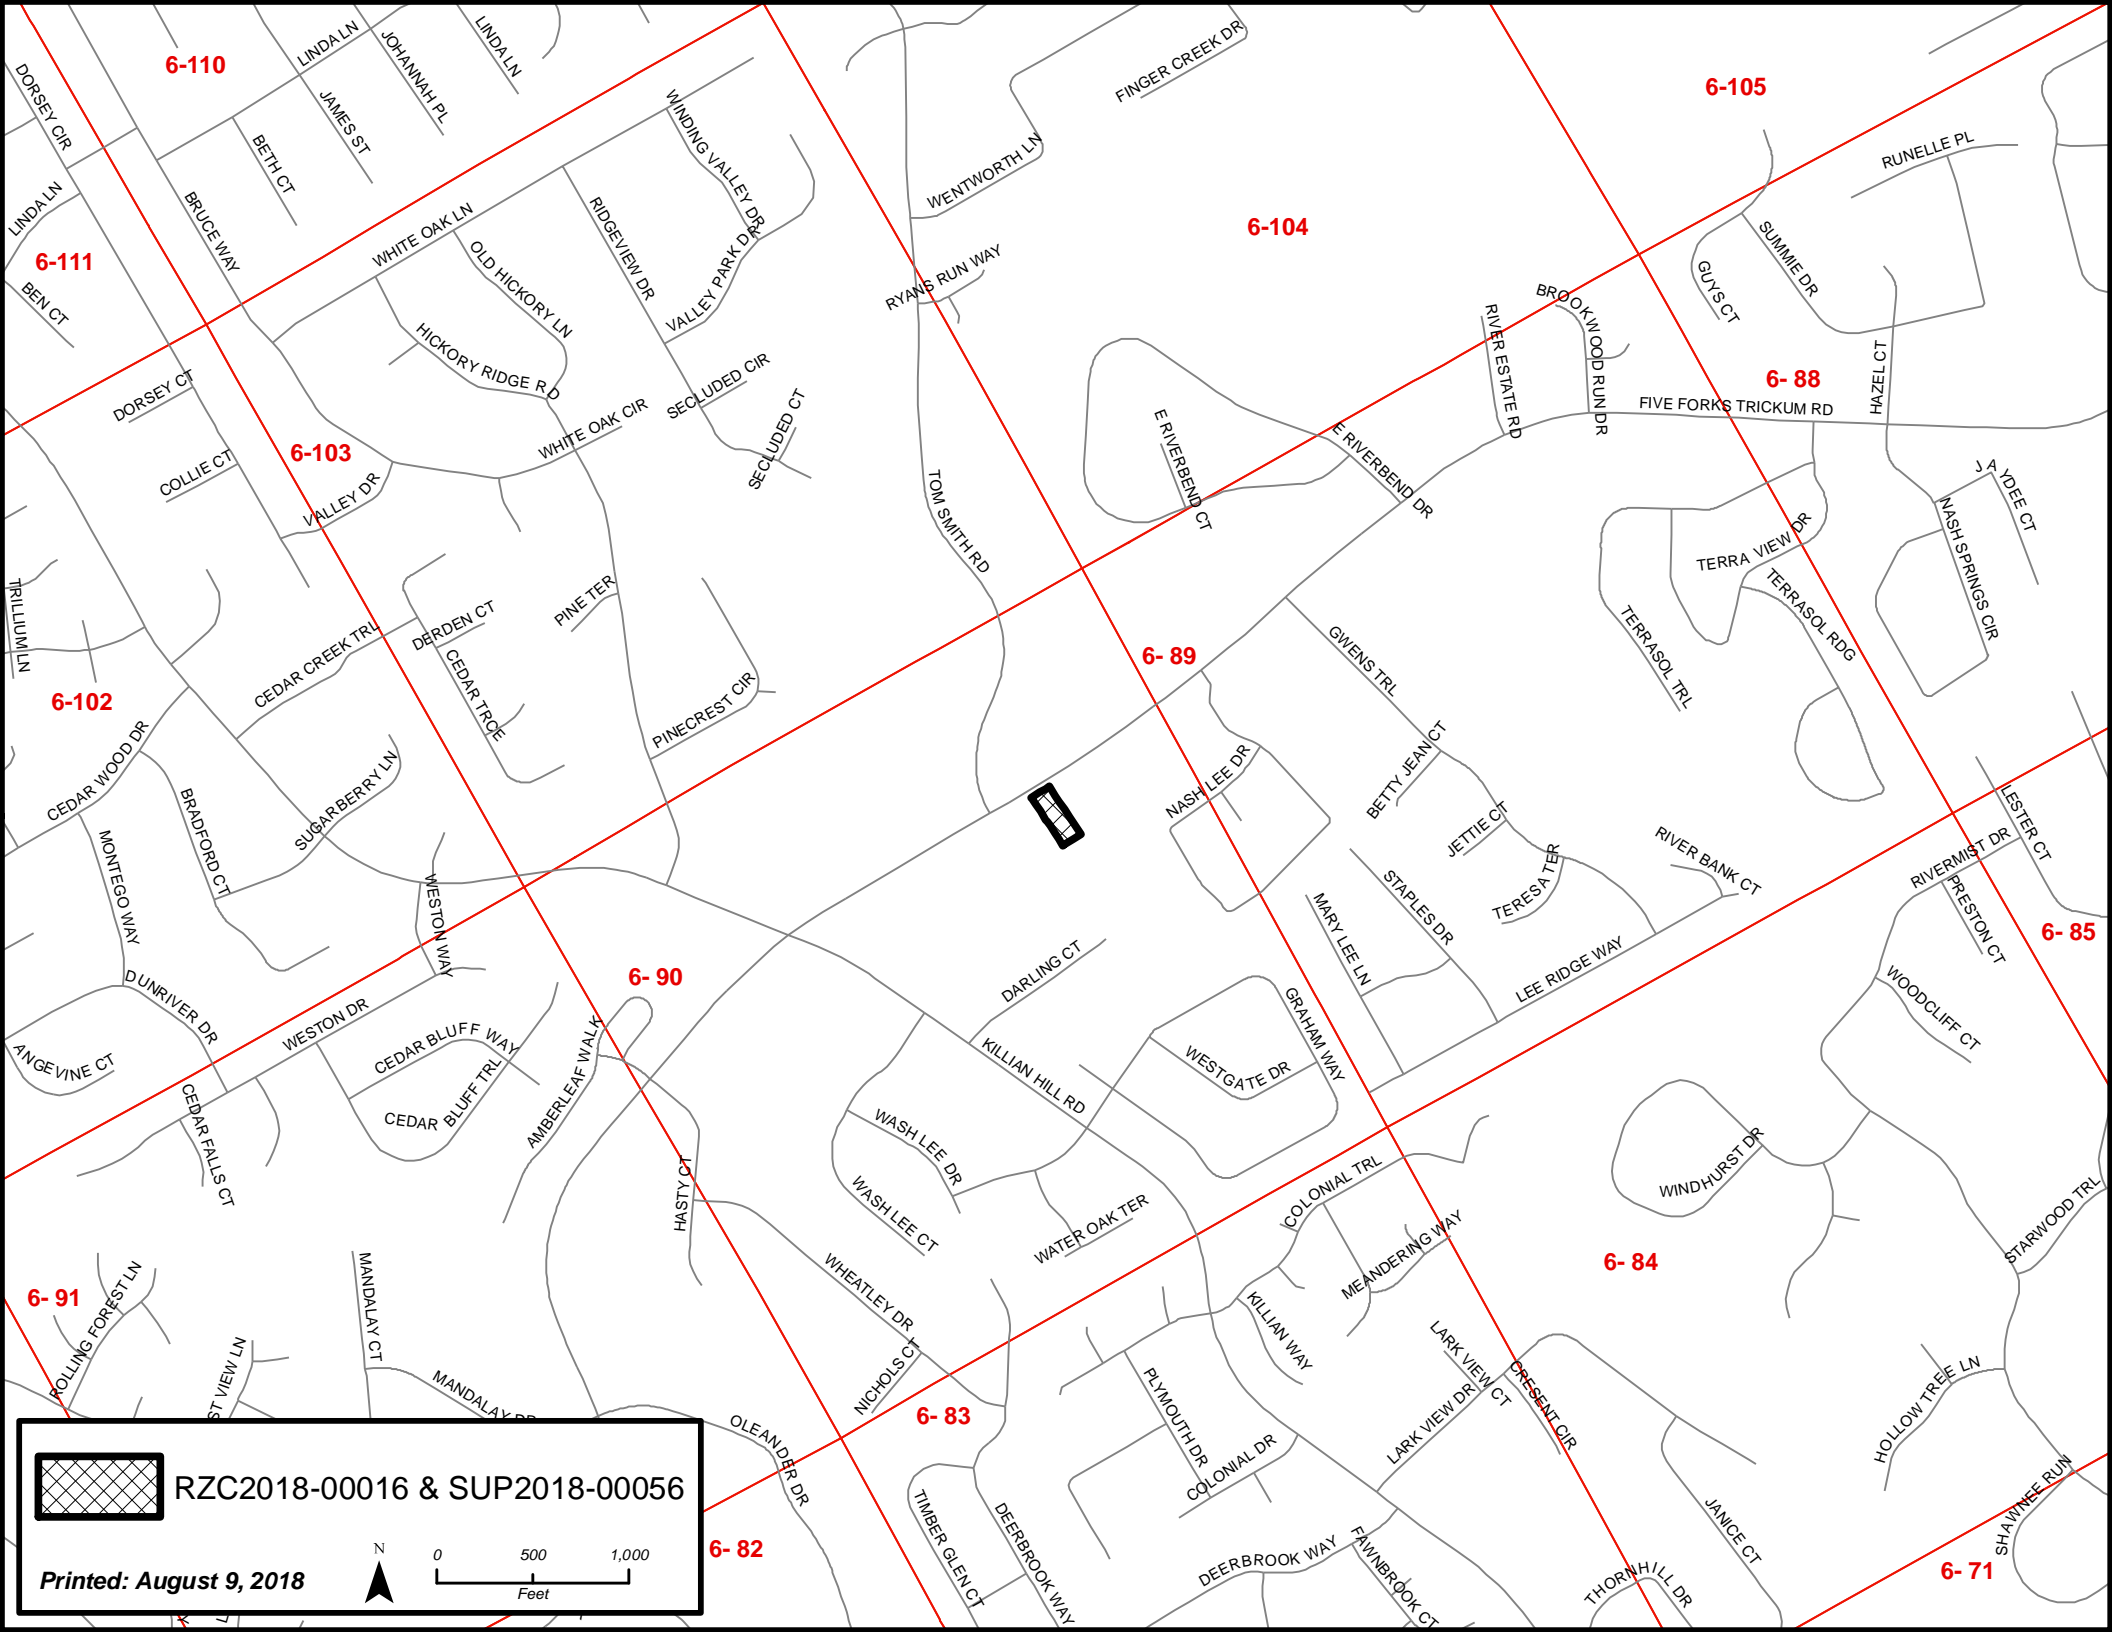 6-110
LINDA LN
JOHANNAH PL
LINDA LN
FINGER CREEK DR
6-105
DORSEY CIR
JAMES ST
BETH CT
WINDING VALLEY DR
WENTWORTH LN
RUNELLE PL
LINDA LN
BRUCE WAY
WHITE OAK LN
RIDGEVIEW DR
VALLEY PARK DR
6-104
SUMMIE DR
6-111
OLD HICKORY LN
RYANS RUN WAY
GUYS CT
BEN CT
HICKORY RIDGE RD
RIVER ESTATE RD
BROOKWOOD RUN DR
HAZEL CT
DORSEY CT
SECLUDED CIR
6- 88
FIVE FORKS TRICKUM RD
WHITE OAK CIR
SECLUDED CT
E RIVERBEND CT
E RIVERBEND DR
6-103
COLLIE CT
VALLEY DR
TOM SMITH RD
JAYDEE CT
NASH SPRINGS CIR
TERRA VIEW DR
TERRASOL RDG
TRILLIUM LN
PINE TER
DERDEN CT
CEDAR CREEK TRL
TERRASOL TRL
GWENS TRL
6- 89
CEDAR TRCE
6-102
PINECREST CIR
CEDAR WOOD DR
SUGARBERRY LN
BRADFORD CT
NASH LEE DR
BETTY JEAN CT
JETTIE CT
LESTER CT
MONTEGO WAY
RIVER BANK CT
RIVERMIST DR
WESTON WAY
TERESA TER
STAPLES DR
MARY LEE LN
PRESTON CT
6- 85
6- 90
DARLING CT
LEE RIDGE WAY
DUNRIVER DR
WESTON DR
GRAHAM WAY
WOODCLIFF CT
ANGEVINE CT
CEDAR BLUFF WAY
CEDAR BLUFF TRL
AMBERLEAF WALK
KILLIAN HILL RD
WESTGATE DR
CEDAR FALLS CT
WASH LEE DR
WINDHURST DR
HASTY CT
WASH LEE CT
WATER OAK TER
COLONIAL TRL
STARWOOD TRL
MEANDERING WAY
6- 84
6- 91
ROLLING FOREST LN
MANDALAY CT
WHEATLEY DR
KILLIAN WAY
NICHOLS CT
LARK VIEW CT
MANDALAY DR
ST VIEW LN
PLYMOUTH DR
LARK VIEW DR
CRESENT CIR
HOLLOW TREE LN
6- 83
OLEANDER DR
COLONIAL DR
TIMBER GLEN CT
DEERBROOK WAY
DEERBROOK WAY
FAWNBROOK CT
JANICE CT
THORNHILL DR
SHAWNEE RUN
6- 82
6- 71
RZC2018-00016 & SUP2018-00056
Printed: August 9, 2018
N
0 500 1,000
Feet